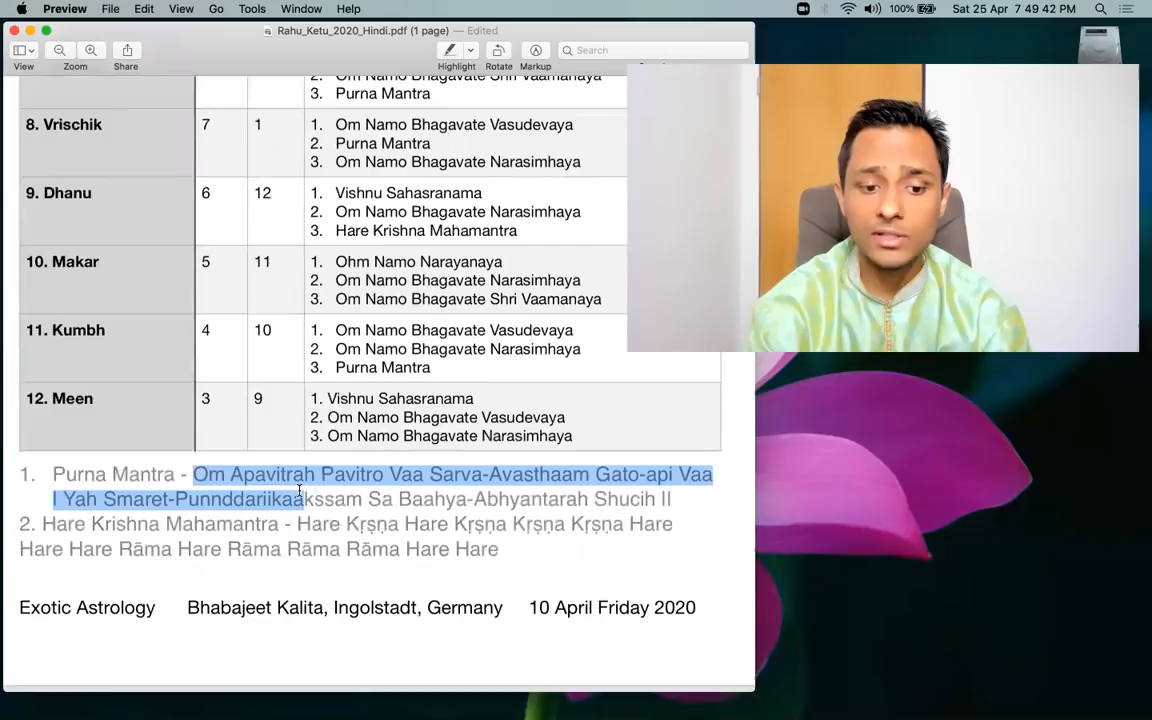 Preview File Edit View Go Tools Window Help 100% Sat 25 Apr 7 49 42 PM
Rahu_Ketu_2020_Hindi.pdf (1 page) — Edited
Search
View Zoom Share Highlight Rotate Markup
2. Om Namo Bhagavate Shri Vaamanaya
3. Purna Mantra
8. Vrischik 7 1 1. Om Namo Bhagavate Vasudevaya
2. Purna Mantra
3. Om Namo Bhagavate Narasimhaya
9. Dhanu 6 12 1. Vishnu Sahasranama
2. Om Namo Bhagavate Narasimhaya
3. Hare Krishna Mahamantra
10. Makar 5 11 1. Ohm Namo Narayanaya
2. Om Namo Bhagavate Narasimhaya
3. Om Namo Bhagavate Shri Vaamanaya
11. Kumbh 4 10 1. Om Namo Bhagavate Vasudevaya
2. Om Namo Bhagavate Narasimhaya
3. Purna Mantra
12. Meen 3 9 1. Vishnu Sahasranama
2. Om Namo Bhagavate Vasudevaya
3. Om Namo Bhagavate Narasimhaya
1. Purna Mantra - Om Apavitrah Pavitro Vaa Sarva-Avasthaam Gato-api Vaa
I Yah Smaret-Punnddariikaakssam Sa Baahya-Abhyantarah Shucih II
2. Hare Krishna Mahamantra - Hare Kṛṣṇa Hare Kṛṣṇa Kṛṣṇa Kṛṣṇa Hare
Hare Hare Rāma Hare Rāma Rāma Rāma Hare Hare
Exotic Astrology Bhabajeet Kalita, Ingolstadt, Germany 10 April Friday 2020